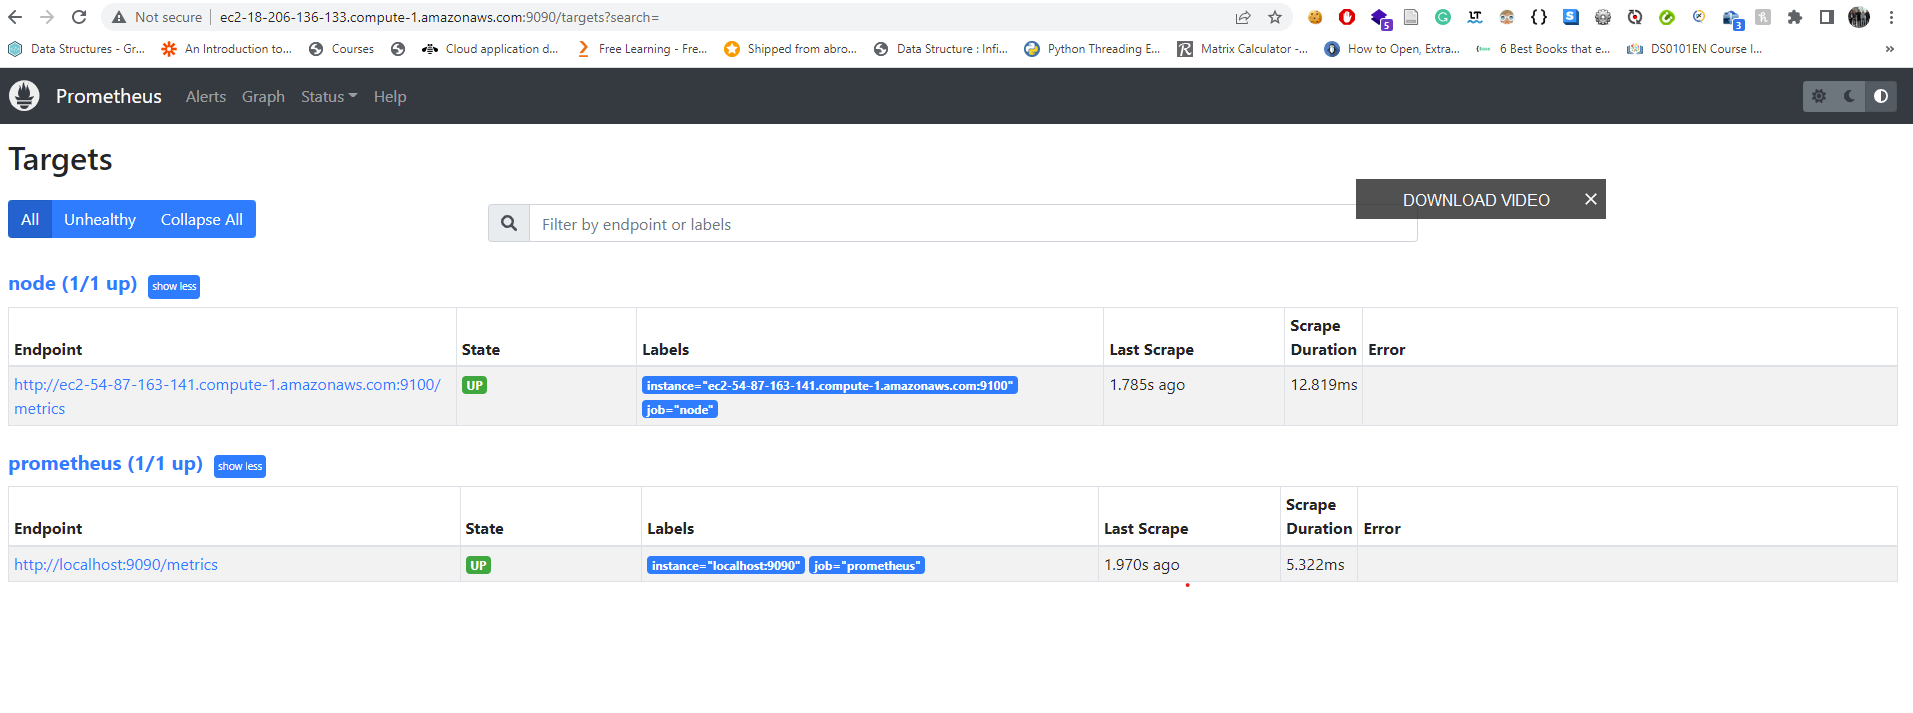 Not secure | ec2-18-206-136-133.compute-1.amazonaws.com:9090/targets?search=
5
3
Data Structures - Gr... An Introduction to... Courses Cloud application d... Free Learning - Fre... Shipped from abro... Data Structure : Infi... Python Threading E... Matrix Calculator -... How to Open, Extra... 6 Best Books that e... DS0101EN Course I... »
Prometheus Alerts Graph Status Help
Targets
DOWNLOAD VIDEO
All Unhealthy Collapse All
Filter by endpoint or labels
node (1/1 up) show less
Endpoint State Labels Last Scrape Scrape Duration Error
http://ec2-54-87-163-141.compute-1.amazonaws.com:9100/ UP instance="ec2-54-87-163-141.compute-1.amazonaws.com:9100" 1.785s ago 12.819ms
metrics job="node"
prometheus (1/1 up) show less
Endpoint State Labels Last Scrape Scrape Duration Error
http://localhost:9090/metrics UP instance="localhost:9090" job="prometheus" 1.970s ago 5.322ms